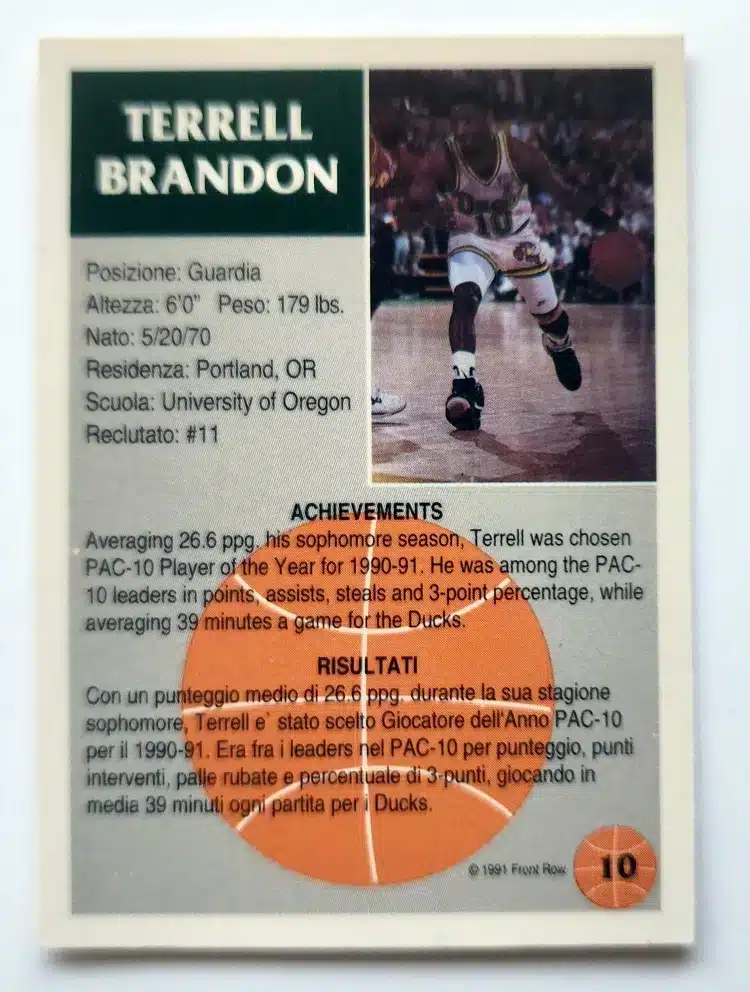 TERRELL
BRANDON
10
Posizione: Guardia
Altezza: 6'0" Peso: 179 lbs.
Nato: 5/20/70
Residenza: Portland, OR
Scuola: University of Oregon
Reclutato: #11
ACHIEVEMENTS
Averaging 26.6 ppg. his sophomore season, Terrell was chosen
PAC-10 Player of the Year for 1990-91. He was among the PAC-
10 leaders in points, assists, steals and 3-point percentage, while
averaging 39 minutes a game for the Ducks.
RISULTATI
Con un punteggio medio di 26.6 ppg. durante la sua stagione
sophomore, Terrell e` stato scelto Giocatore dell'Anno PAC-10
per il 1990-91. Era fra i leaders nel PAC-10 per punteggio, punti
interventi, palle rubate e percentuale di 3-punti, giocando in
media 39 minuti ogni partita per i Ducks.
© 1991 Front Row
10